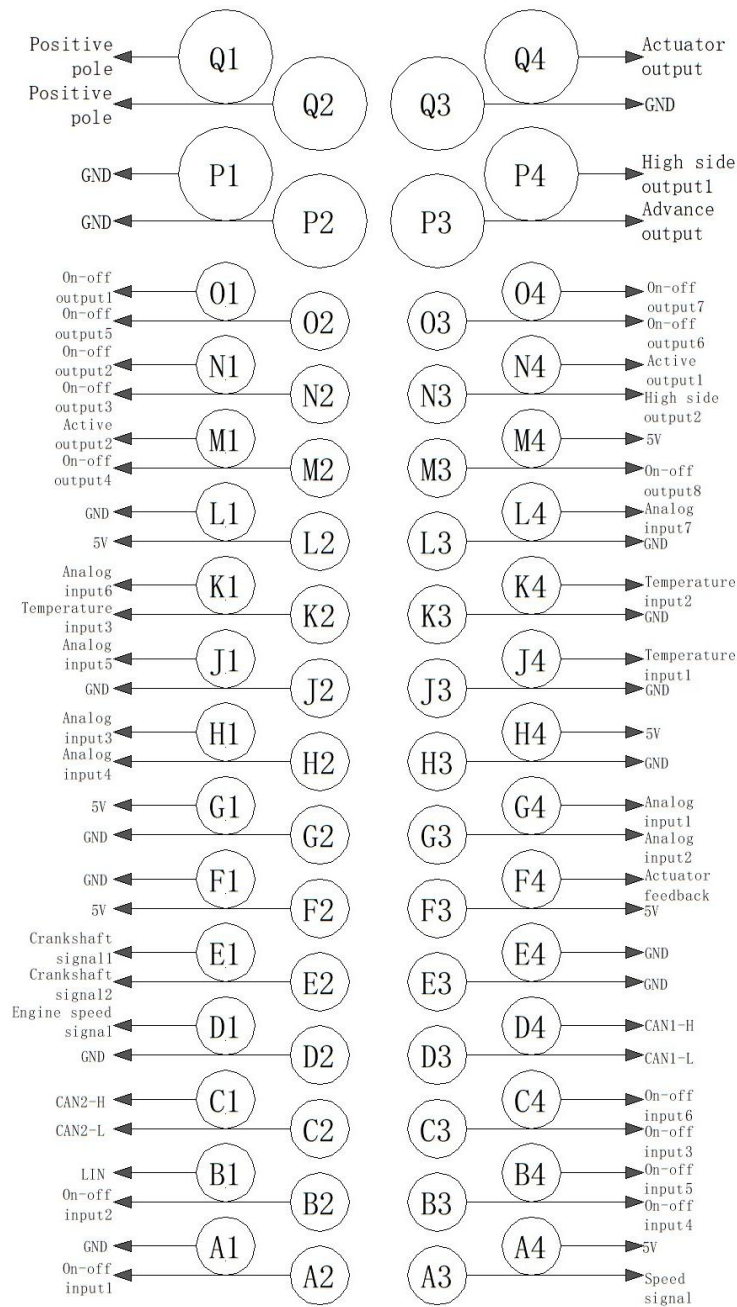 Positive
pole
Q1
Q4
Actuator
output
Positive
pole
Q2
Q3
GND
GND
P1
P4
High side
output1
GND
P2
P3
Advance
output
On-off
output1
O1
O4
On-off
output7
On-off
output5
O2
O3
On-off
output6
On-off
output2
N1
N4
Active
output1
On-off
output3
N2
N3
High side
output2
Active
output2
M1
M4
5V
On-off
output4
M2
M3
On-off
output8
GND
L1
L4
Analog
input7
5V
L2
L3
GND
Analog
input6
K1
K4
Temperature
input2
Temperature
input3
K2
K3
GND
Analog
input5
J1
J4
Temperature
input1
GND
J2
J3
GND
Analog
input3
H1
H4
5V
Analog
input4
H2
H3
GND
5V
G1
G4
Analog
input1
GND
G2
G3
Analog
input2
GND
F1
F4
Actuator
feedback
5V
F2
F3
5V
Crankshaft
signal1
E1
E4
GND
Crankshaft
signal2
E2
E3
GND
Engine speed
signal
D1
D4
CAN1-H
GND
D2
D3
CAN1-L
CAN2-H
C1
C4
On-off
input6
CAN2-L
C2
C3
On-off
input3
LIN
B1
B4
On-off
input5
On-off
input2
B2
B3
On-off
input4
GND
A1
A4
5V
On-off
input1
A2
A3
Speed
signal